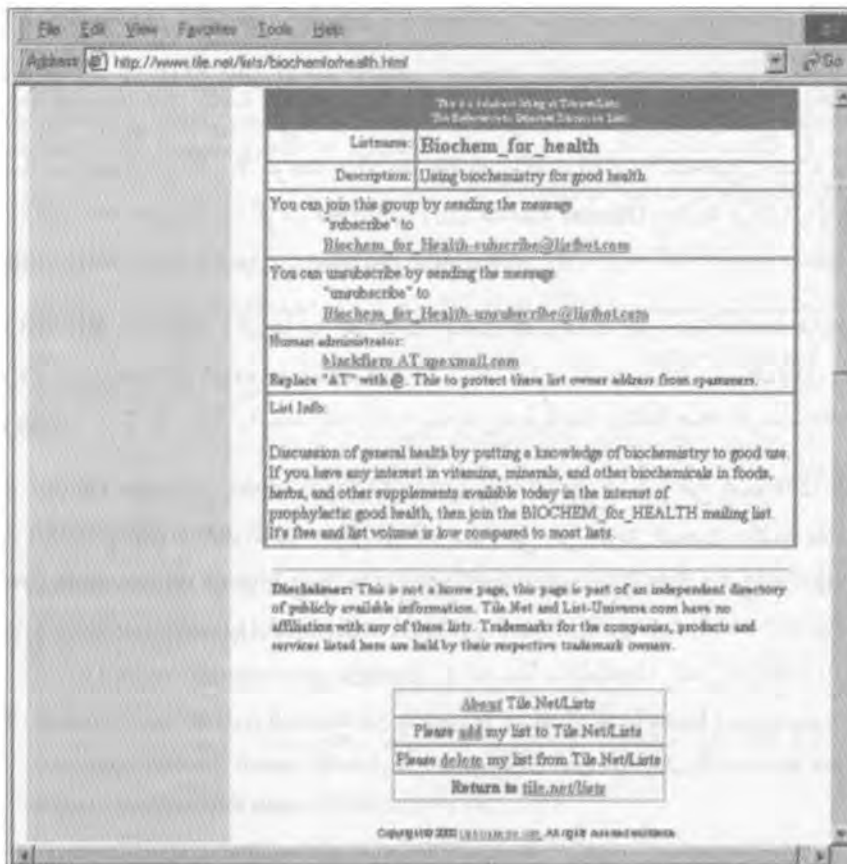 File Edit View Favorites Tools Help
Address http://www.tile.net/lists/biochemforhealth.html Go
Listname: Biochem_for_health
Description: Using biochemistry for good health
You can join this group by sending the message
"subscribe" to
Biochem_for_Health-subscribe@listbot.com
You can unsubscribe by sending the message
"unsubscribe" to
Biochem_for_Health-unsubscribe@listbot.com
Human administrator:
blackfiero AT apexmail.com
Replace "AT" with @. This to protect these list owner address from spammers.
List Info:
Discussion of general health by putting a knowledge of biochemistry to good use.
If you have any interest in vitamins, minerals, and other biochemicals in foods,
herbs, and other supplements available today in the interest of
prophylactic good health, then join the BIOCHEM_for_HEALTH mailing list.
It's free and list volume is low compared to most lists.
Disclaimer: This is not a home page, this page is part of an independent directory
of publicly available information. Tile.Net and List-Universe.com have no
affiliation with any of these lists. Trademarks for the companies, products and
services listed here are held by their respective trademark owners.
About Tile.Net/Lists
Please add my list to Tile.Net/Lists
Please delete my list from Tile.Net/Lists
Return to tile.net/lists
Copyright 2000 All rights